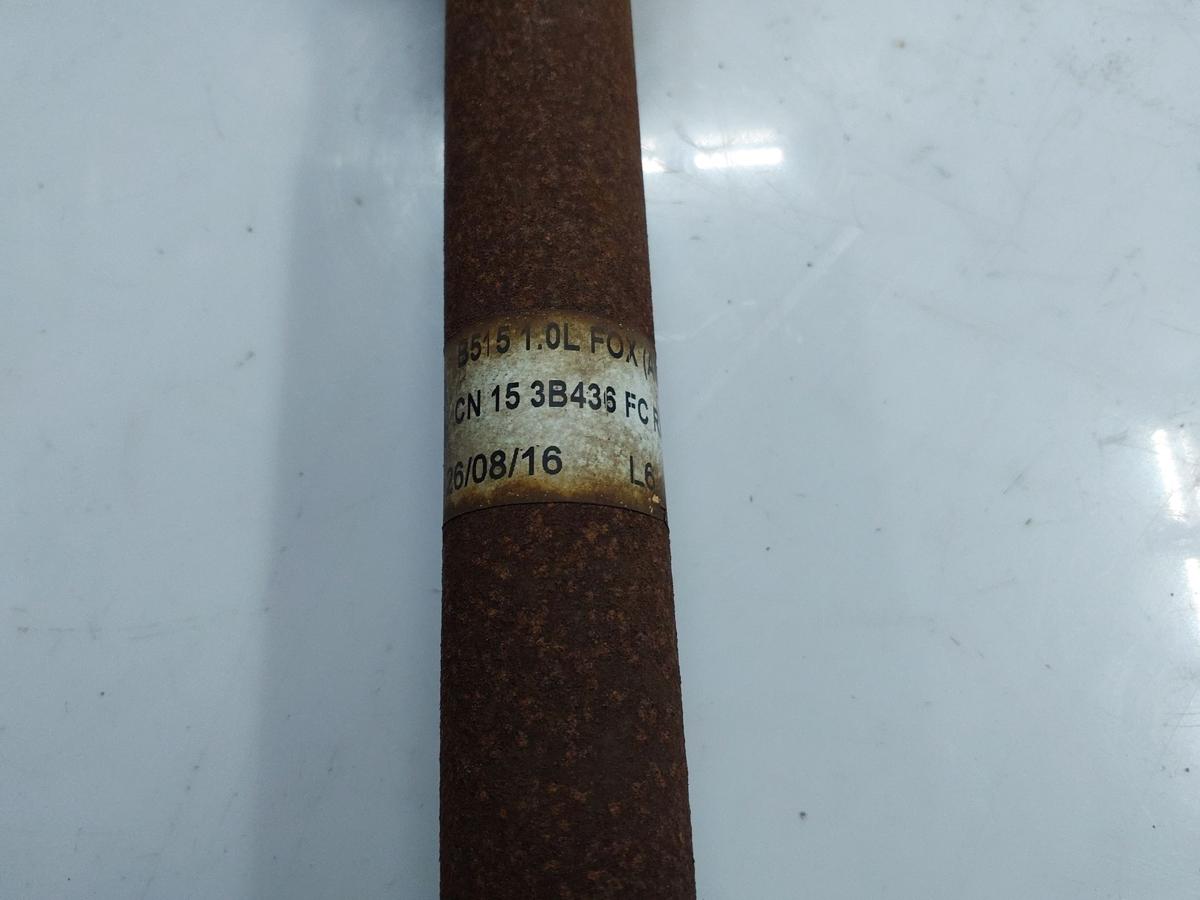 B515 1.0L FOX (A
CN 15 3B436 FC R
26/08/16 L6